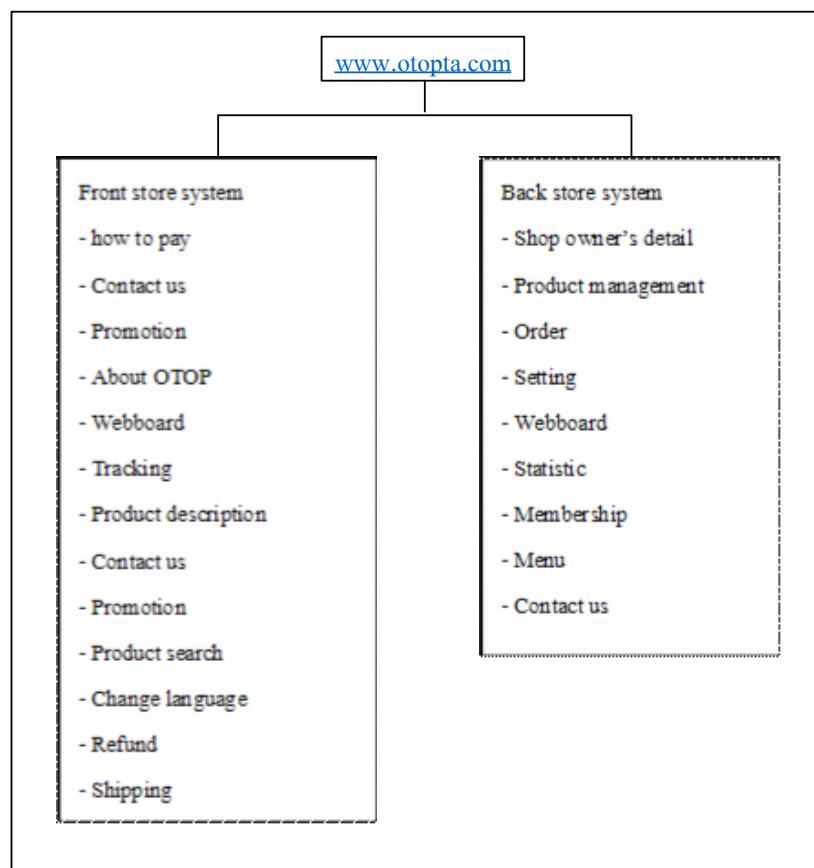 www.otopta.com
Front store system
- how to pay
- Contact us
- Promotion
- About OTOP
- Webboard
- Tracking
- Product description
- Contact us
- Promotion
- Product search
- Change language
- Refund
- Shipping
Back store system
- Shop owner's detail
- Product management
- Order
- Setting
- Webboard
- Statistic
- Membership
- Menu
- Contact us